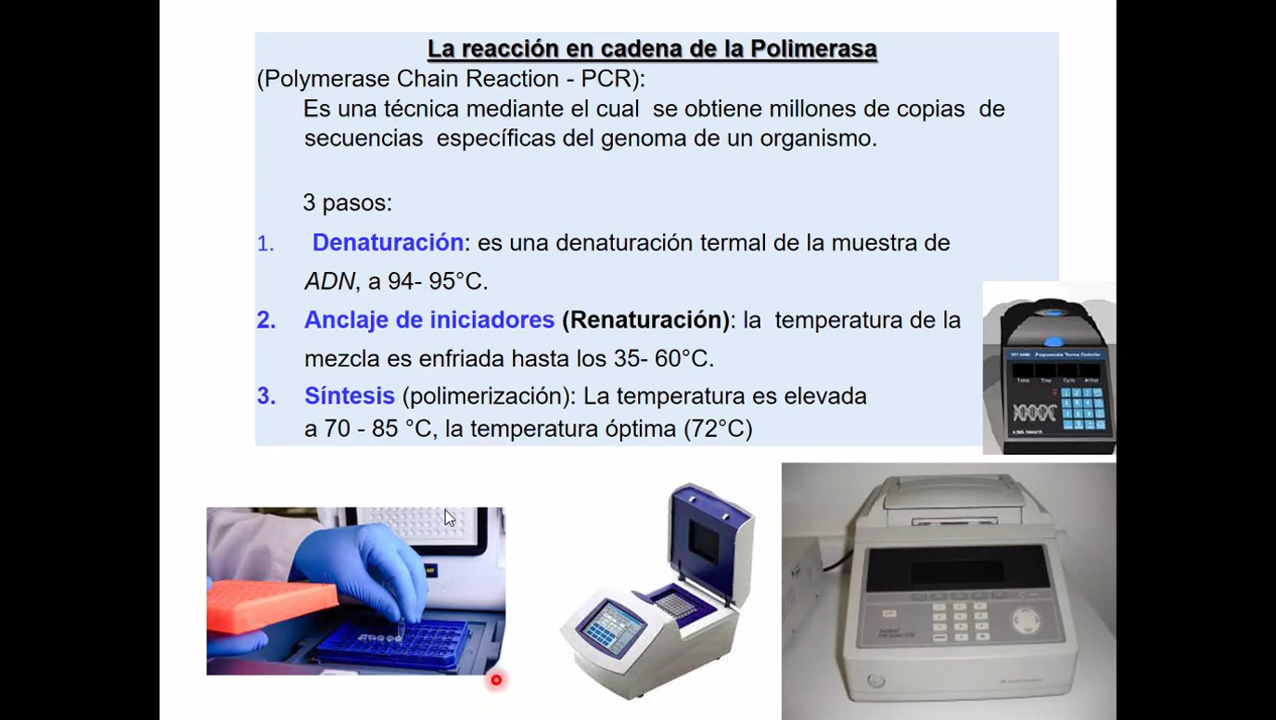 La reacción en cadena de la Polimerasa
(Polymerase Chain Reaction - PCR):
Es una técnica mediante el cual se obtiene millones de copias de
secuencias específicas del genoma de un organismo.
3 pasos:
1. Denaturación: es una denaturación termal de la muestra de
ADN, a 94- 95°C.
2. Anclaje de iniciadores (Renaturación): la temperatura de la
mezcla es enfriada hasta los 35- 60°C.
3. Síntesis (polimerización): La temperatura es elevada
a 70 - 85 °C, la temperatura óptima (72°C)
Programmable Thermal Controller